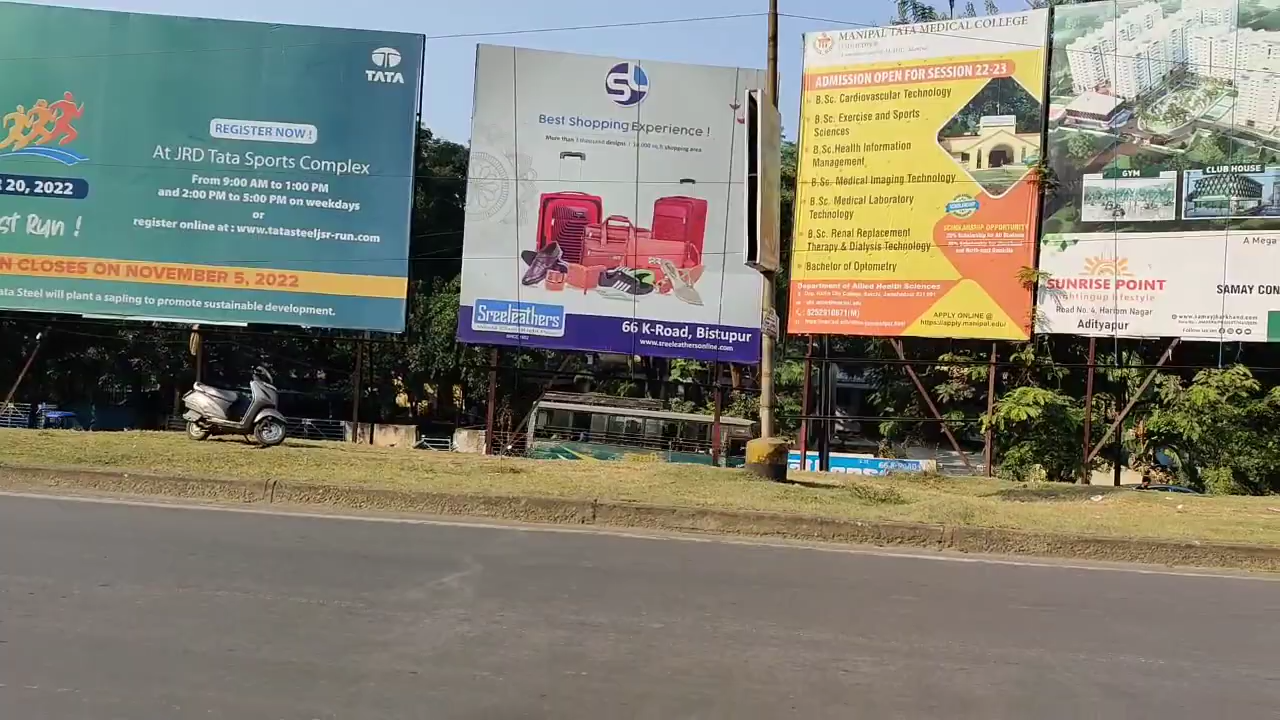 TATA
REGISTER NOW !
At JRD Tata Sports Complex
From 9:00 AM to 1:00 PM
and 2:00 PM to 5:00 PM on weekdays
or
register online at : www.tatasteeljsr-run.com
20, 2022
st Run !
N CLOSES ON NOVEMBER 5, 2022
ata Steel will plant a sapling to promote sustainable development.
SL
Best Shopping Experience !
Sreeleathers
66 K-Road, Bistupur
www.sreeleathersonline.com
MANIPAL TATA MEDICAL COLLEGE
ADMISSION OPEN FOR SESSION 22-23
B.Sc. Cardiovascular Technology
B.Sc. Exercise and Sports
Sciences
B.Sc.Health Information
Management
B.Sc. Medical Imaging Technology
B.Sc. Medical Laboratory
Technology
B.Sc. Renal Replacement
Therapy & Dialysis Technology
Bachelor of Optometry
SCHOLARSHIP OPPORTUNITY
Department of Allied Health Sciences
APPLY ONLINE @
https://apply.manipal.edu/
GYM
CLUB HOUSE
A Mega
SUNRISE POINT
Road No. 4, Hariom Nagar
Adityapur
SAMAY CON
66 K-ROAD